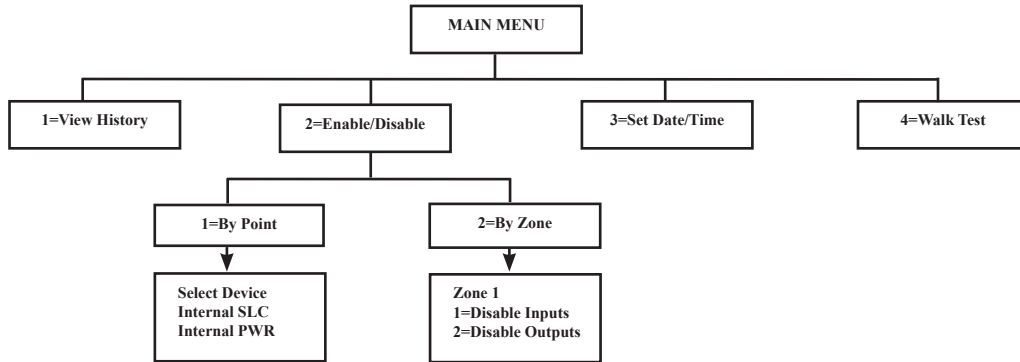 MAIN MENU
1=View History
2=Enable/Disable
3=Set Date/Time
4=Walk Test
1=By Point
2=By Zone
Select Device
Internal SLC
Internal PWR
Zone 1
1=Disable Inputs
2=Disable Outputs